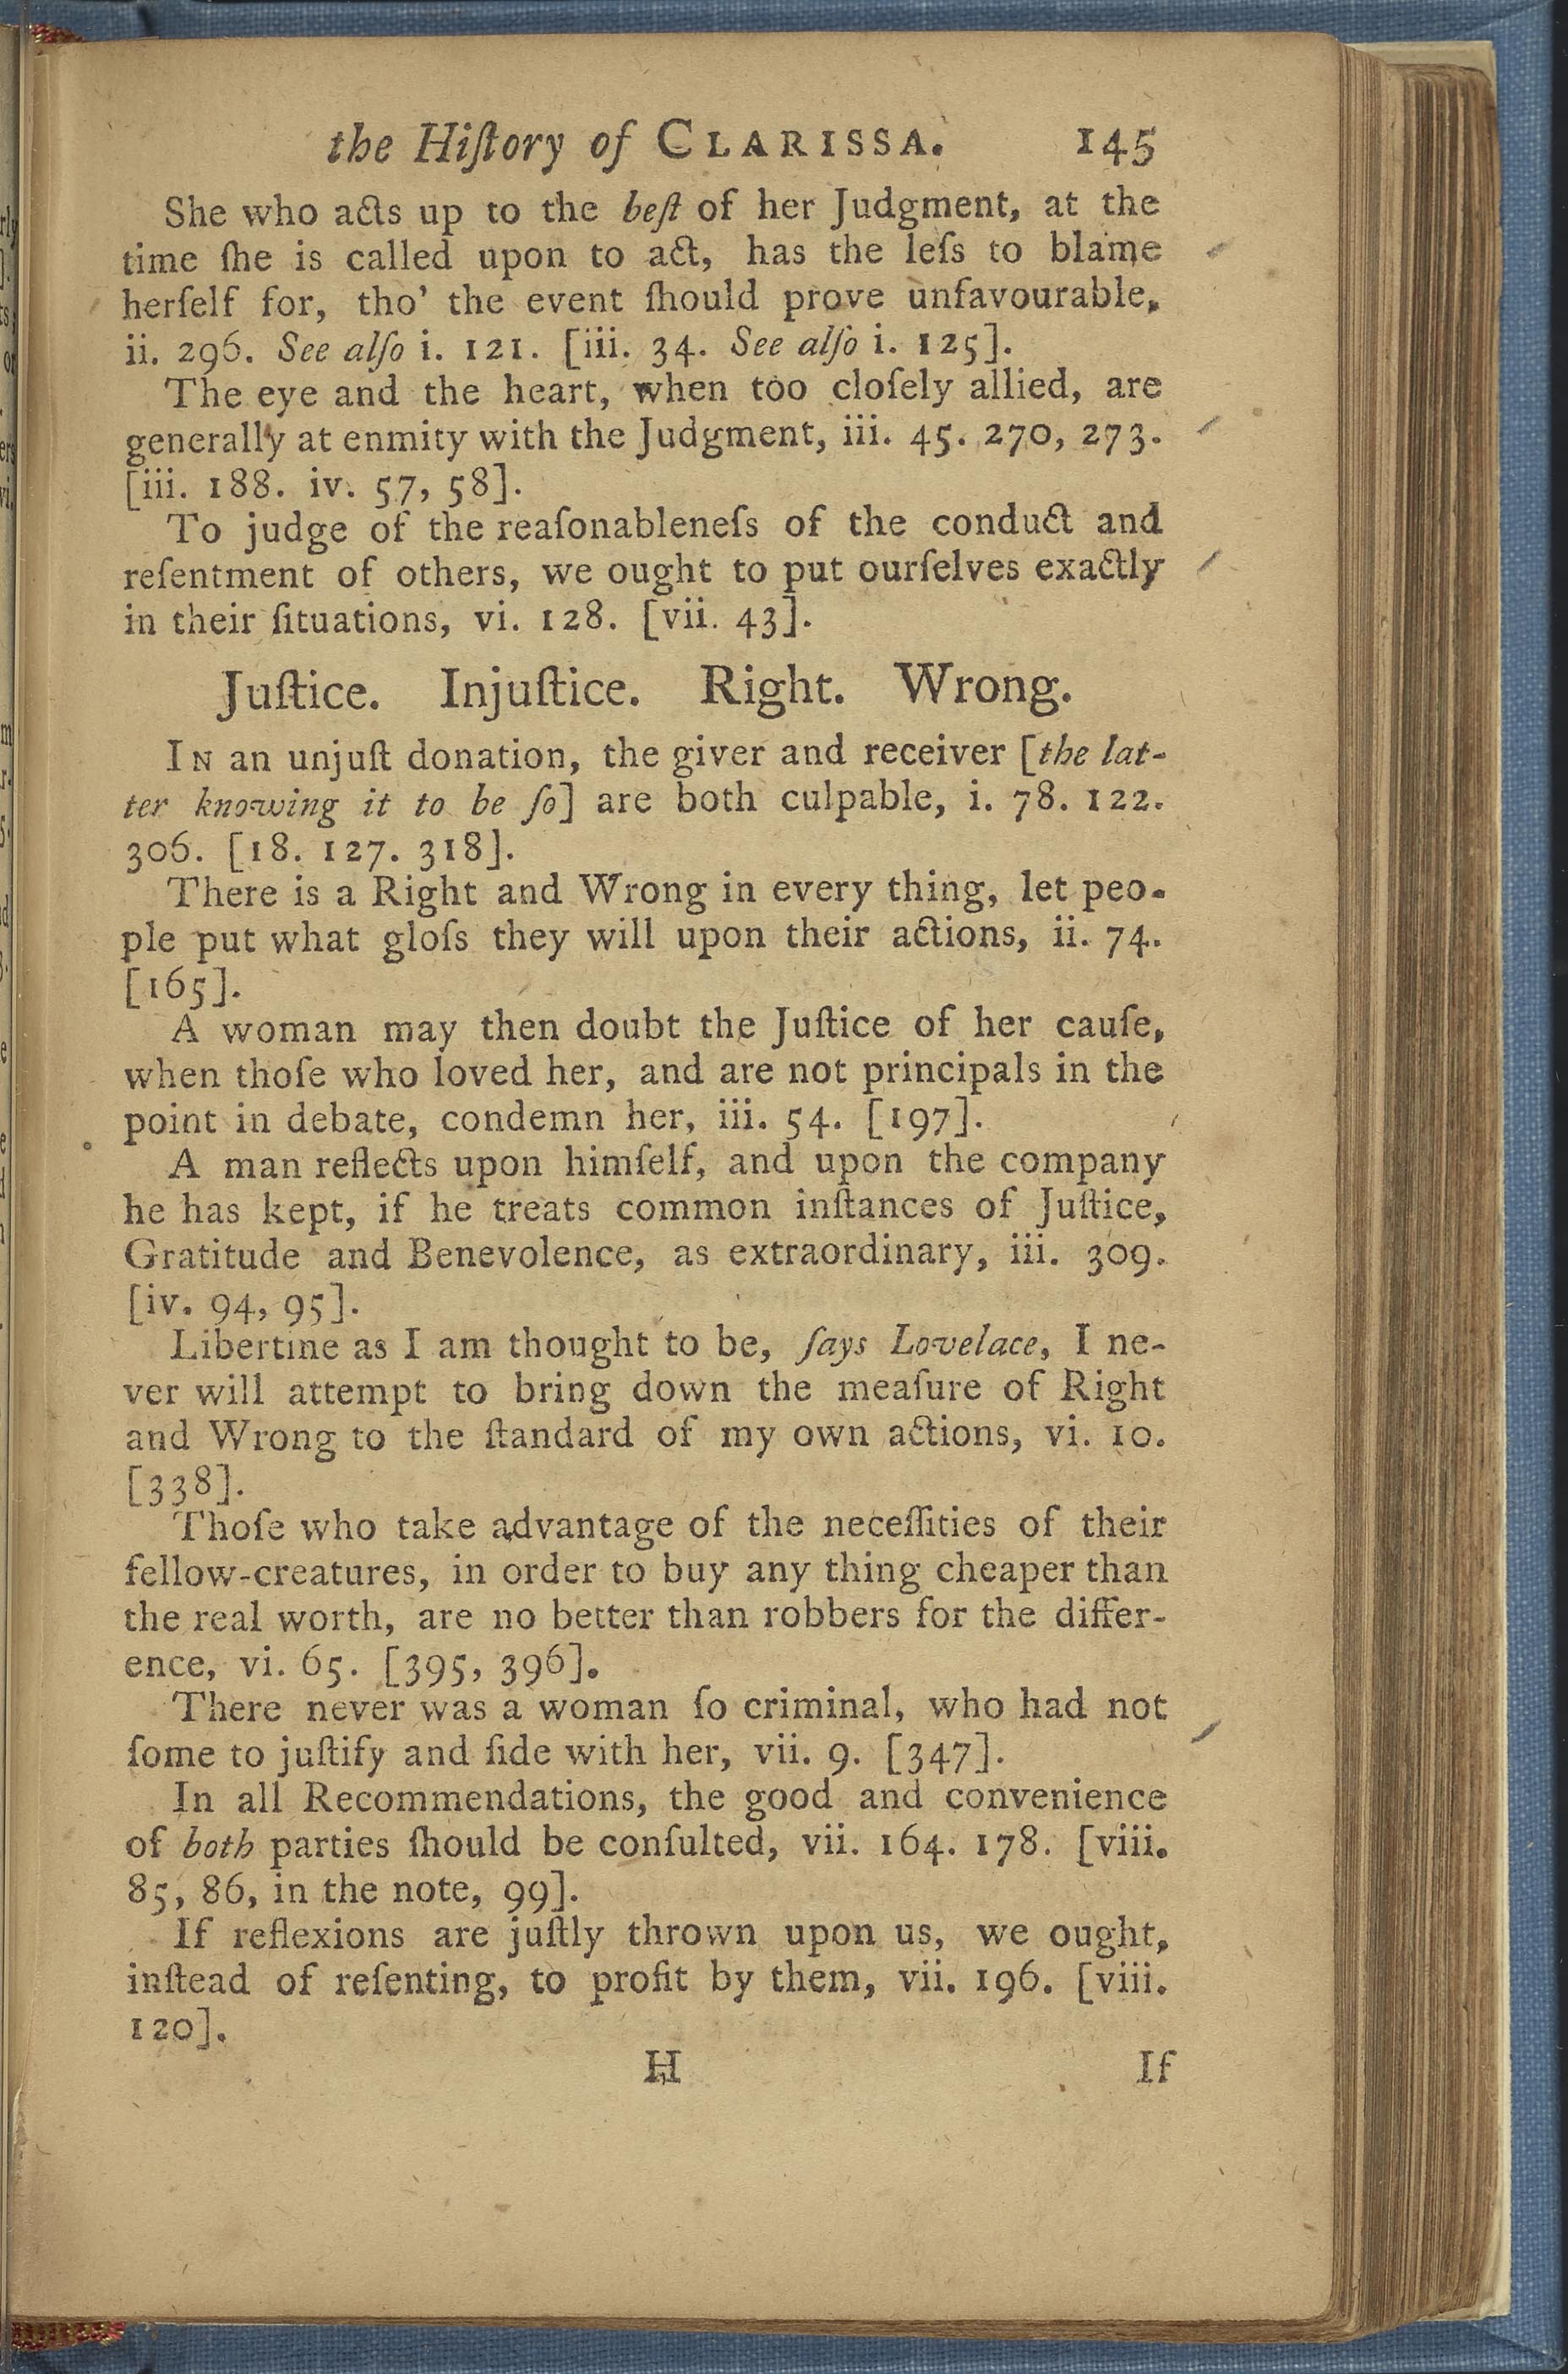 the Hiſtory of CLARISSA. 145
She who acts up to the beſt of her Judgment, at the
time ſhe is called upon to act, has the leſs to blame
herſelf for, tho' the event ſhould prove unfavourable,
ii. 296. See alſo i. 121. [iii. 34. See alſo i. 125].
The eye and the heart, when too cloſely allied, are
generally at enmity with the Judgment, iii. 45. 270, 273.
[iii. 188. iv. 57, 58].
To judge of the reaſonableneſs of the conduct and
reſentment of others, we ought to put ourſelves exactly
in their ſituations, vi. 128. [vii. 43].
Juſtice. Injuſtice. Right. Wrong.
IN an unjuſt donation, the giver and receiver [the lat-
ter knowing it to be ſo] are both culpable, i. 78. 122.
306. [18. 127. 318].
There is a Right and Wrong in every thing, let peo-
ple put what gloſs they will upon their actions, ii. 74.
[165].
A woman may then doubt the Juſtice of her cauſe,
when thoſe who loved her, and are not principals in the
point in debate, condemn her, iii. 54. [197].
A man reflects upon himſelf, and upon the company
he has kept, if he treats common inſtances of Juſtice,
Gratitude and Benevolence, as extraordinary, iii. 309.
[iv. 94, 95].
Libertine as I am thought to be, ſays Lovelace, I ne-
ver will attempt to bring down the meaſure of Right
and Wrong to the ſtandard of my own actions, vi. 10.
[338].
Thoſe who take advantage of the neceſſities of their
fellow-creatures, in order to buy any thing cheaper than
the real worth, are no better than robbers for the differ-
ence, vi. 65. [395, 396].
There never was a woman ſo criminal, who had not
ſome to juſtify and ſide with her, vii. 9. [347].
In all Recommendations, the good and convenience
of both parties ſhould be conſulted, vii. 164. 178. [viii.
85, 86, in the note, 99].
If reflexions are juſtly thrown upon us, we ought,
inſtead of reſenting, to profit by them, vii. 196. [viii.
120].
H If